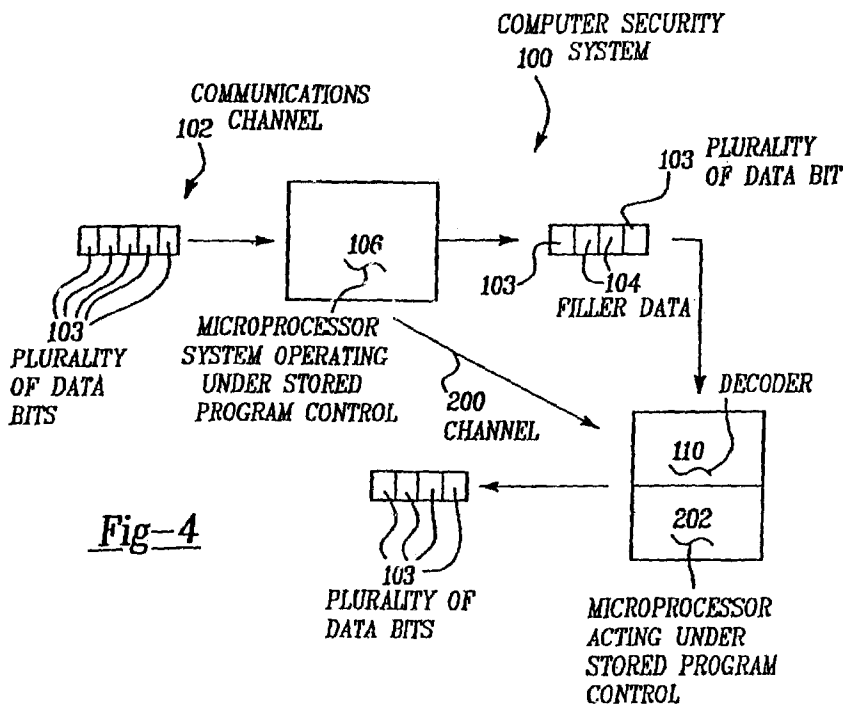 COMPUTER SECURITY
100 SYSTEM
COMMUNICATIONS
102 CHANNEL
103 PLURALITY
OF DATA BIT
106
103
104
FILLER DATA
103
PLURALITY
OF DATA
BITS
MICROPROCESSOR
SYSTEM OPERATING
UNDER STORED
PROGRAM CONTROL
200
CHANNEL
DECODER
110
202
Fig-4
103
PLURALITY OF
DATA BITS
MICROPROCESSOR
ACTING UNDER
STORED PROGRAM
CONTROL